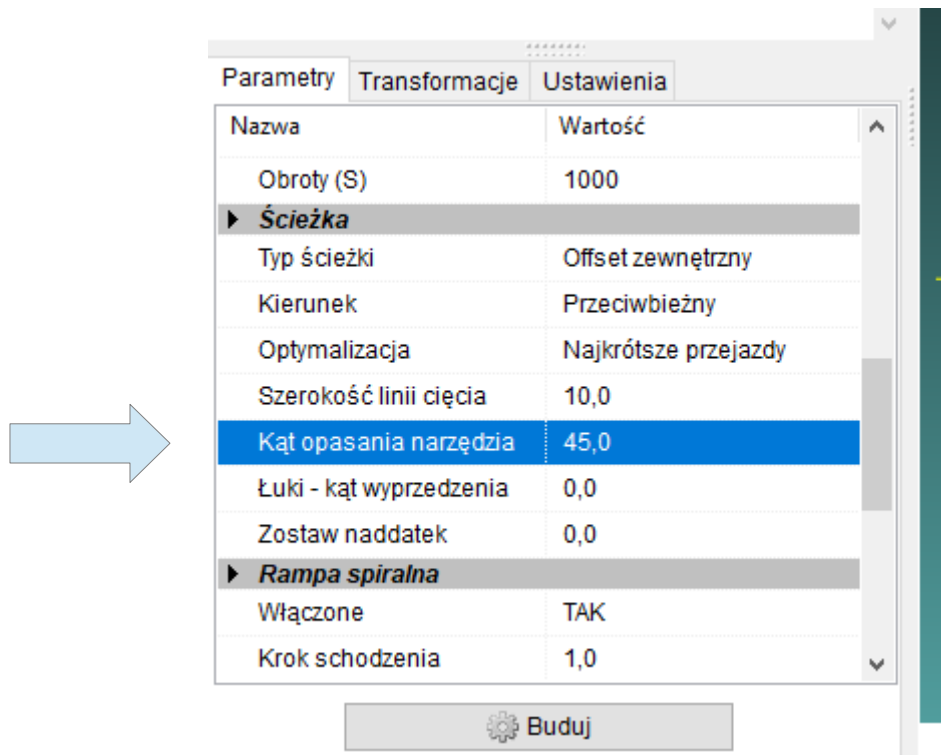 Parametry Transformacje Ustawienia
Nazwa Wartość
Obroty (S) 1000
Ścieżka
Typ ścieżki Offset zewnętrzny
Kierunek Przeciwbieżny
Optymalizacja Najkrótsze przejazdy
Szerokość linii cięcia 10,0
Kąt opasania narzędzia 45,0
Łuki - kąt wyprzedzenia 0,0
Zostaw naddatek 0,0
Rampa spiralna
Włączone TAK
Krok schodzenia 1,0
Buduj